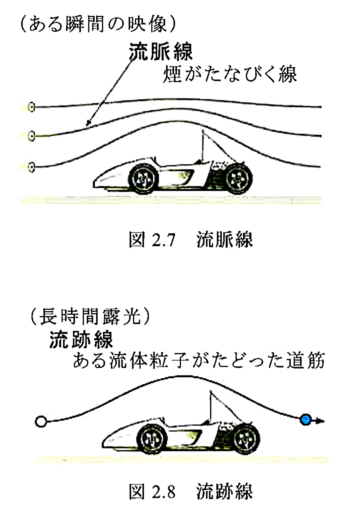 (ある瞬間の映像)
流脈線
煙がたなびく線
図 2.7 流脈線
(長時間露光)
流跡線
ある流体粒子がたどった道筋
図 2.8 流跡線